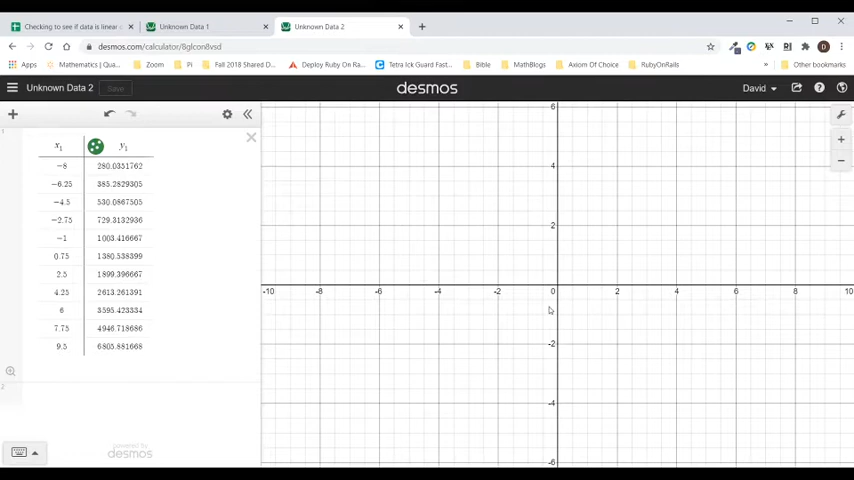 Checking to see if data is linear o
Unknown Data 1
Unknown Data 2
desmos.com/calculator/8glcon8vsd
Apps Mathematics | Qua... Zoom Pi Fall 2018 Shared D... Deploy Ruby On R... Tetra Ick Guard Fast... Bible MathBlogs Axiom Of Choice RubyOnRails » Other bookmarks
Unknown Data 2 Save desmos David
1
x1 y1
−8 280.0351762
−6.25 385.2829305
−4.5 530.0867505
−2.75 729.3132936
−1 1003.416667
0.75 1380.538399
2.5 1899.396667
4.25 2613.261391
6 3595.423334
7.75 4946.718686
9.5 6805.881668
2
powered by
desmos
6
4
2
-10 -8 -6 -4 -2 0 2 4 6 8 10
-2
-4
-6